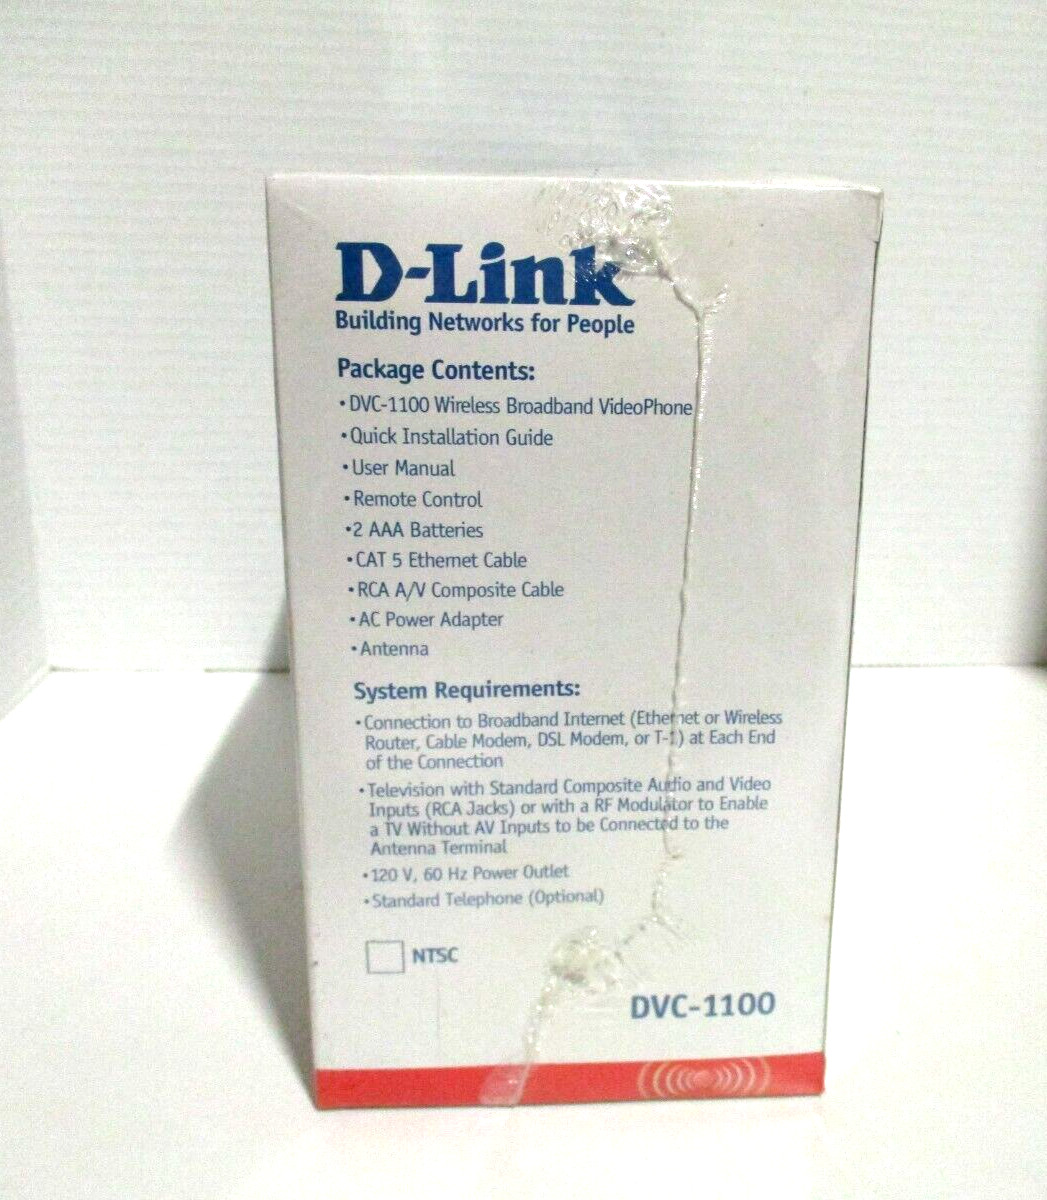 D-Link
Building Networks for People
Package Contents:
•DVC-1100 Wireless Broadband VideoPhone
•Quick Installation Guide
•User Manual
•Remote Control
•2 AAA Batteries
•CAT 5 Ethernet Cable
•RCA A/V Composite Cable
•AC Power Adapter
•Antenna
System Requirements:
•Connection to Broadband Internet (Ethernet or Wireless
Router, Cable Modem, DSL Modem, or T-1) at Each End
of the Connection
•Television with Standard Composite Audio and Video
Inputs (RCA Jacks) or with a RF Modulator to Enable
a TV Without AV Inputs to be Connected to the
Antenna Terminal
•120 V, 60 Hz Power Outlet
•Standard Telephone (Optional)
NTSC
DVC-1100